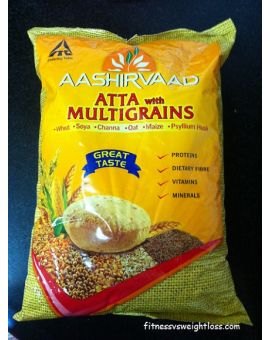 ITC
AASHIRVAAD
ATTA with
MULTIGRAINS
• Wheat • Soya • Channa • Oat • Maize • Psyllium Husk
GREAT
TASTE
✓ PROTEINS
✓ DIETARY FIBRE
✓ VITAMINS
✓ MINERALS
fitnessvsweightloss.com